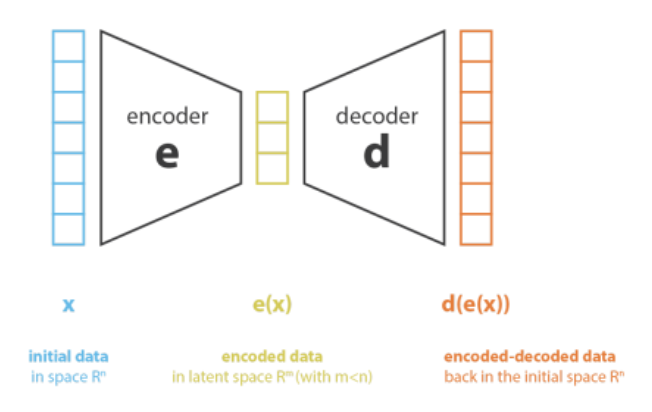 encoder
e
decoder
d
x
e(x)
d(e(x))
initial data
in space Rⁿ
encoded data
in latent space Rᵐ (with m<n)
encoded-decoded data
back in the initial space Rⁿ